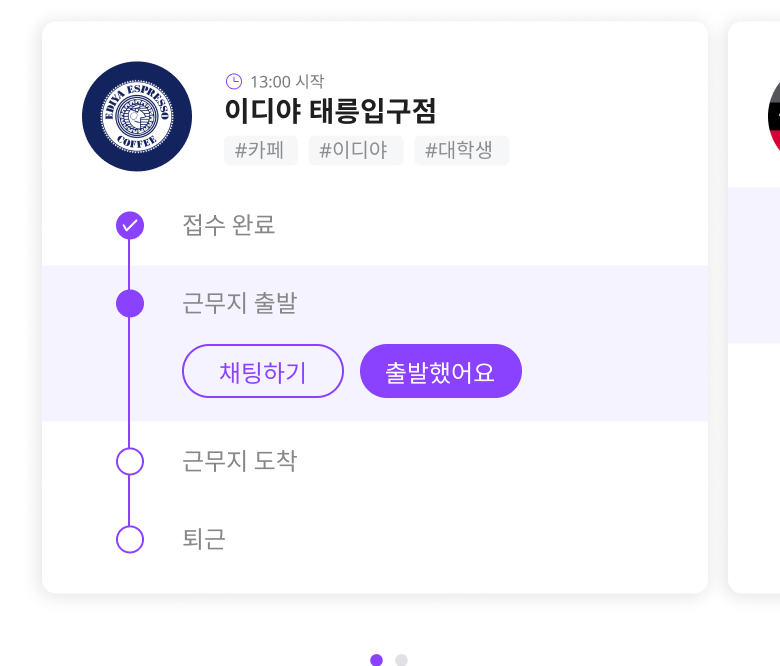 13:00 시작
이디야 태릉입구점
#카페 #이디야 #대학생
EDIYA ESPRESSO
COFFEE
접수 완료
근무지 출발
채팅하기 출발했어요
근무지 도착
퇴근